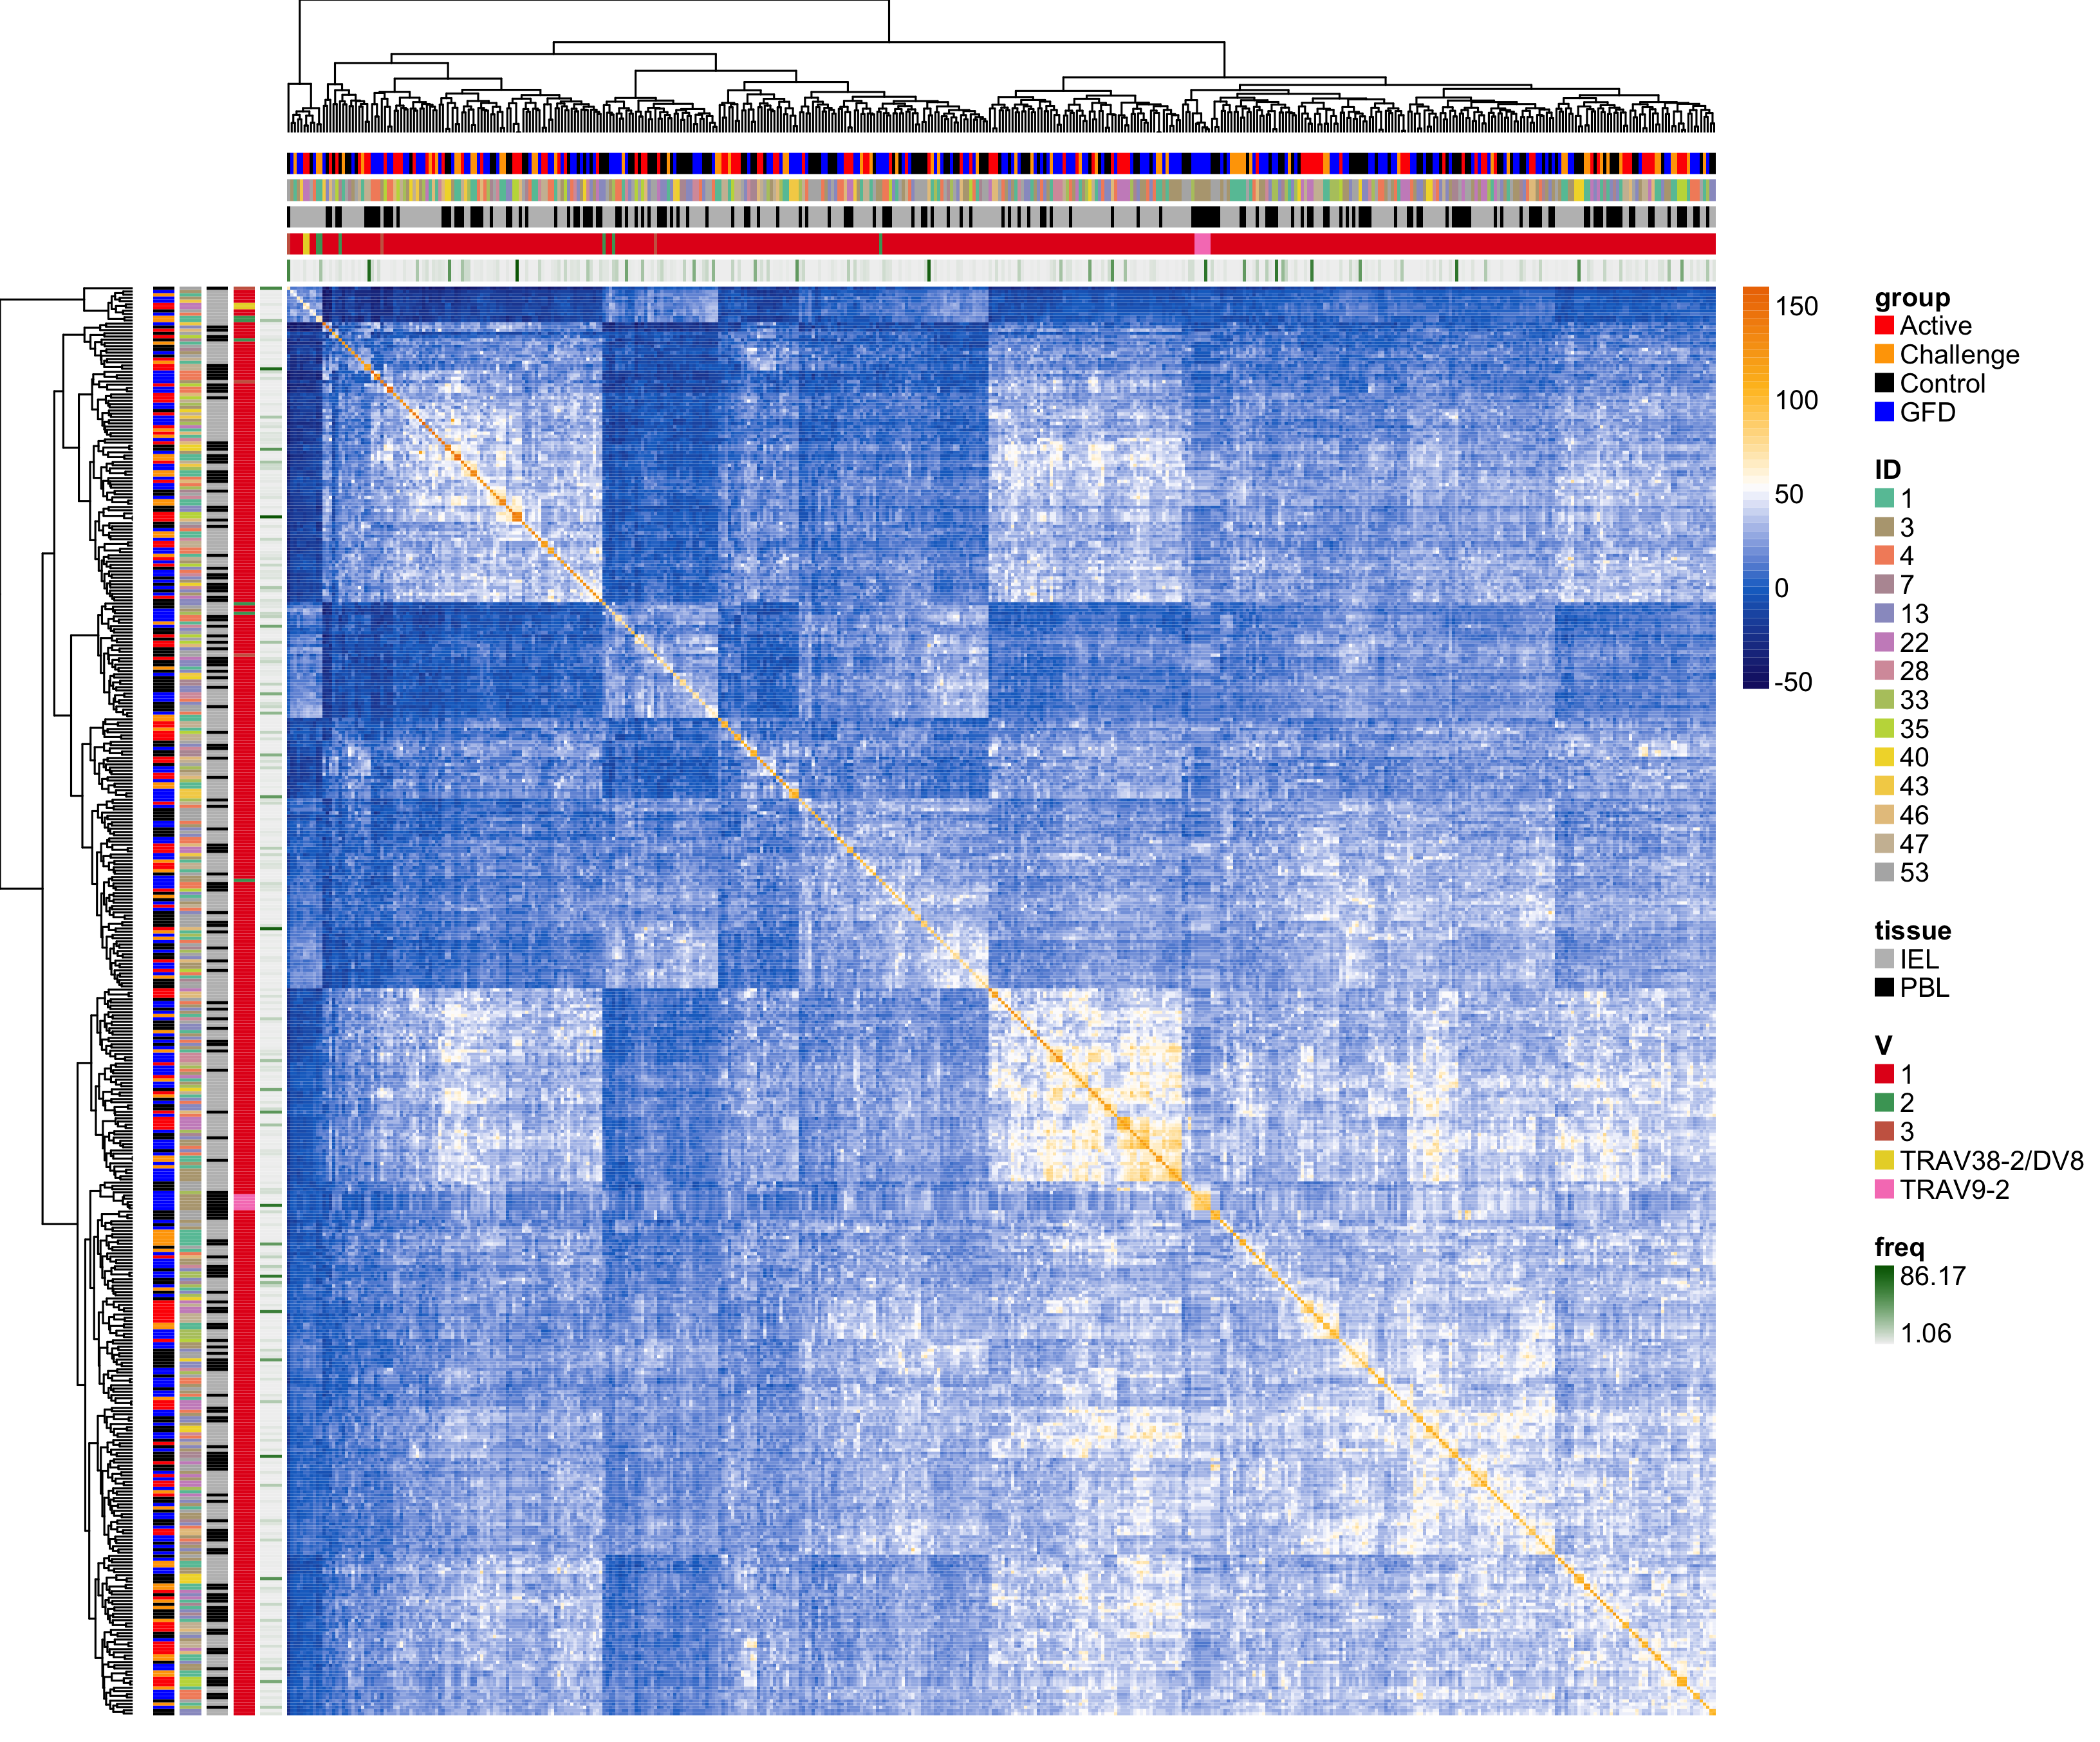 150
100
50
0
-50
group
Active
Challenge
Control
GFD
ID
1
3
4
7
13
22
28
33
35
40
43
46
47
53
tissue
IEL
PBL
V
1
2
3
TRAV38-2/DV8
TRAV9-2
freq
86.17
1.06